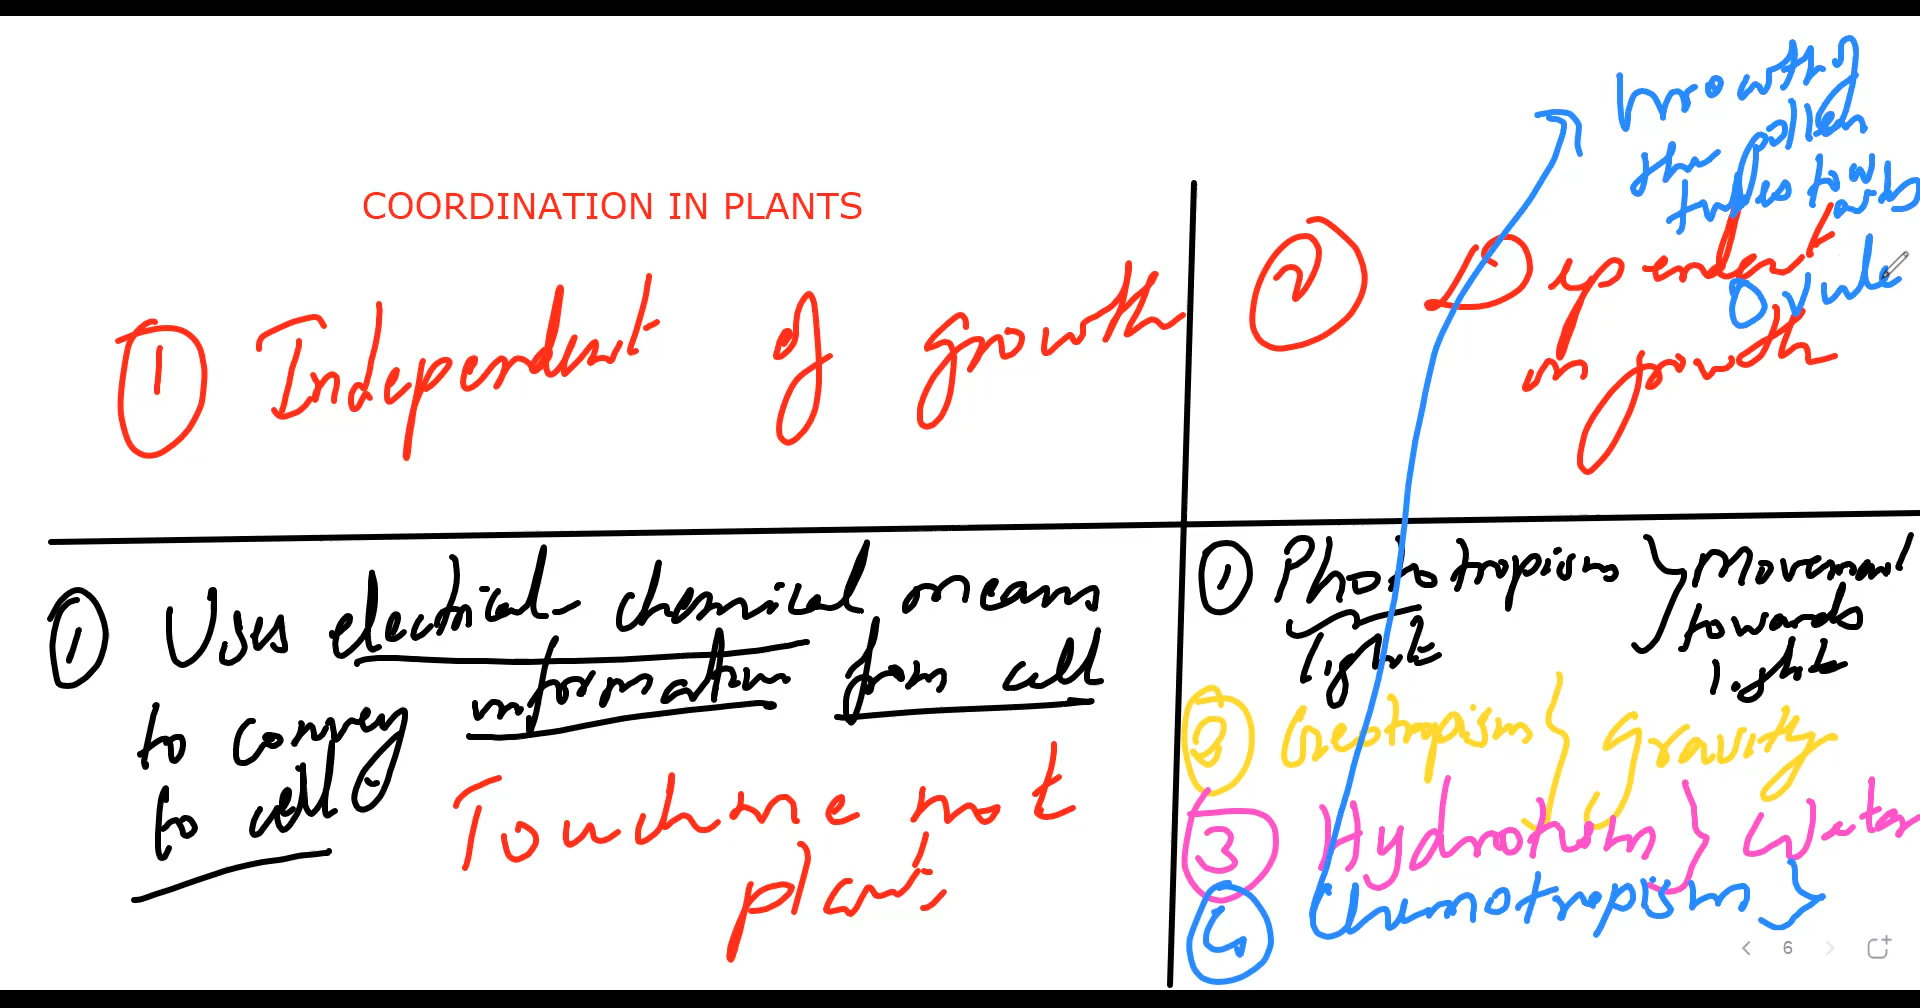 COORDINATION IN PLANTS
① Independent of growth
② Dependent
on growth
Growth of
the pollen
tubes towards
Ovule
① Uses electrical-chemical means
to convey information from cell
to cell.
Touch me not
plants
① Phototropism } Movement
light
towards
light
② Geotropism } gravity
③ Hydrotism } Water
④ Chemotropism }
6